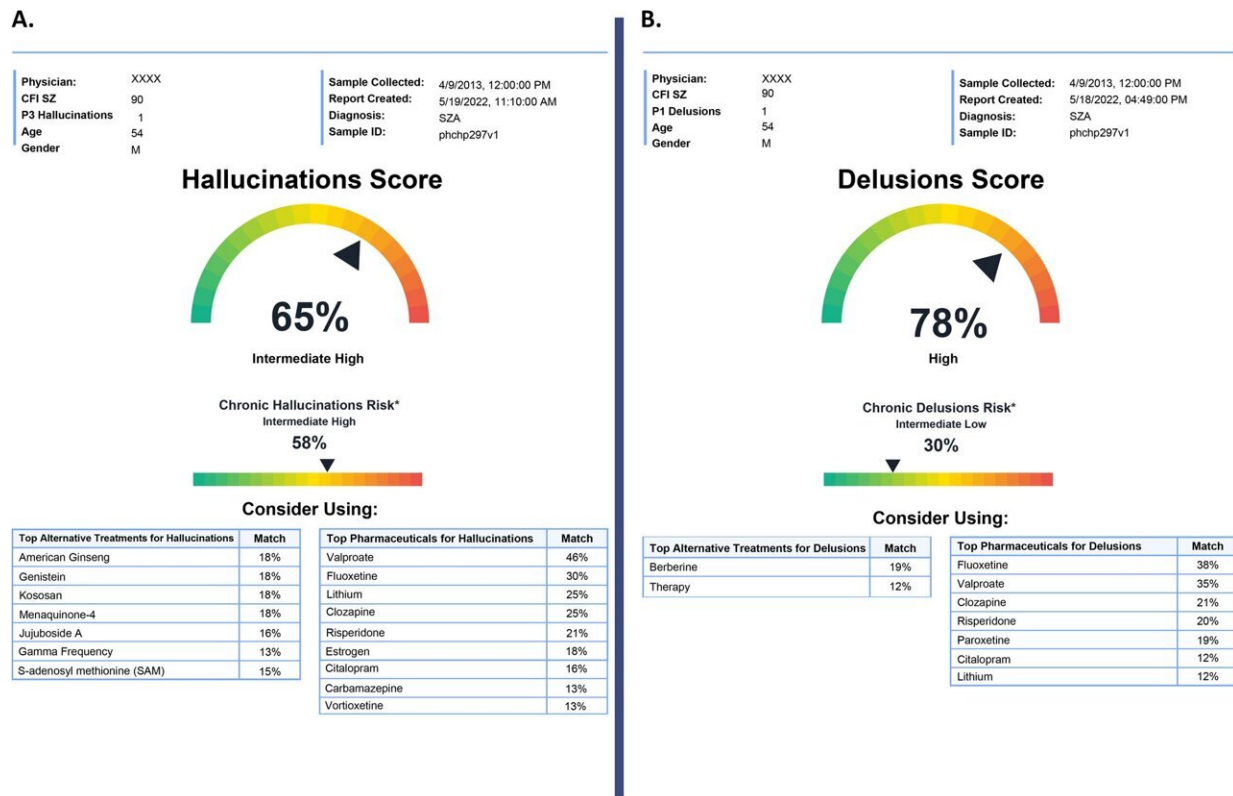 A.
Physician: XXXX
CFI SZ 90
P3 Hallucinations 1
Age 54
Gender M
Sample Collected: 4/9/2013, 12:00:00 PM
Report Created: 5/19/2022, 11:10:00 AM
Diagnosis: SZA
Sample ID: phchp297v1
Hallucinations Score
65%
Intermediate High
Chronic Hallucinations Risk*
Intermediate High
58%
Consider Using:
Top Alternative Treatments for Hallucinations Match
American Ginseng 18%
Genistein 18%
Kososan 18%
Menaquinone-4 18%
Jujuboside A 16%
Gamma Frequency 13%
S-adenosyl methionine (SAM) 15%
Top Pharmaceuticals for Hallucinations Match
Valproate 46%
Fluoxetine 30%
Lithium 25%
Clozapine 25%
Risperidone 21%
Estrogen 18%
Citalopram 16%
Carbamazepine 13%
Vortioxetine 13%
B.
Physician: XXXX
CFI SZ 90
P1 Delusions 1
Age 54
Gender M
Sample Collected: 4/9/2013, 12:00:00 PM
Report Created: 5/18/2022, 04:49:00 PM
Diagnosis: SZA
Sample ID: phchp297v1
Delusions Score
78%
High
Chronic Delusions Risk*
Intermediate Low
30%
Consider Using:
Top Alternative Treatments for Delusions Match
Berberine 19%
Therapy 12%
Top Pharmaceuticals for Delusions Match
Fluoxetine 38%
Valproate 35%
Clozapine 21%
Risperidone 20%
Paroxetine 19%
Citalopram 12%
Lithium 12%